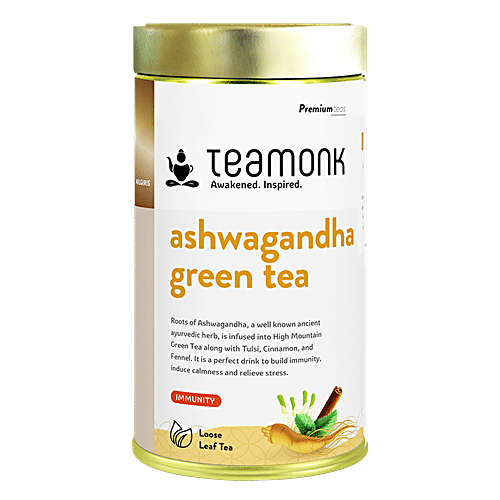 Premiumteas
TEAMONK
Awakened. Inspired.
NILGIRIS
ashwagandha
green tea
Roots of Ashwagandha, a well known ancient
ayurvedic herb, is infused into High Mountain
Green Tea along with Tulsi, Cinnamon, and
Fennel. It is a perfect drink to build immunity,
induce calmness and relieve stress.
IMMUNITY
Loose
Leaf Tea